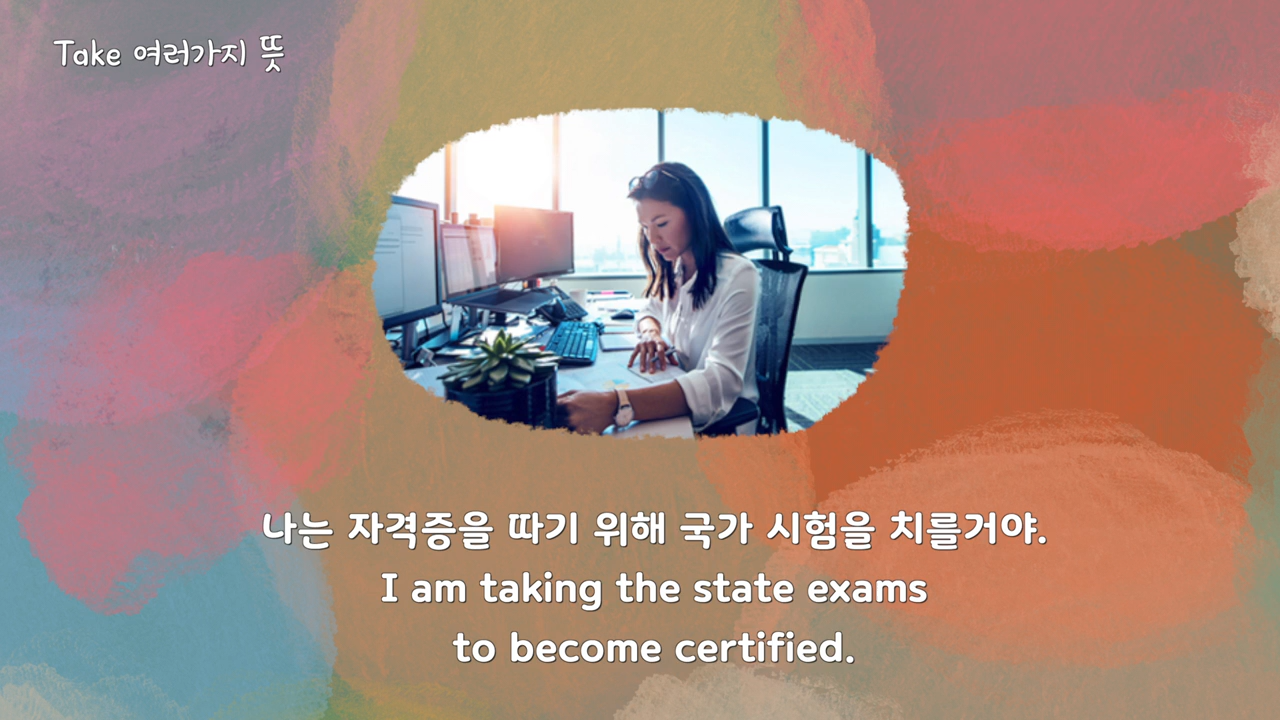 Take 여러가지 뜻
나는 자격증을 따기 위해 국가 시험을 치를거야.
I am taking the state exams
to become certified.